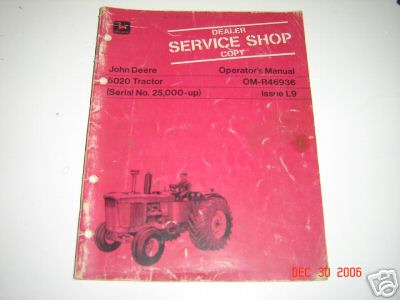 DEALER
SERVICE SHOP
COPY
John Deere Operator's Manual
5020 Tractor OM-R46936
(Serial No. 25,000-up) Issue L9
DEC 30 2006